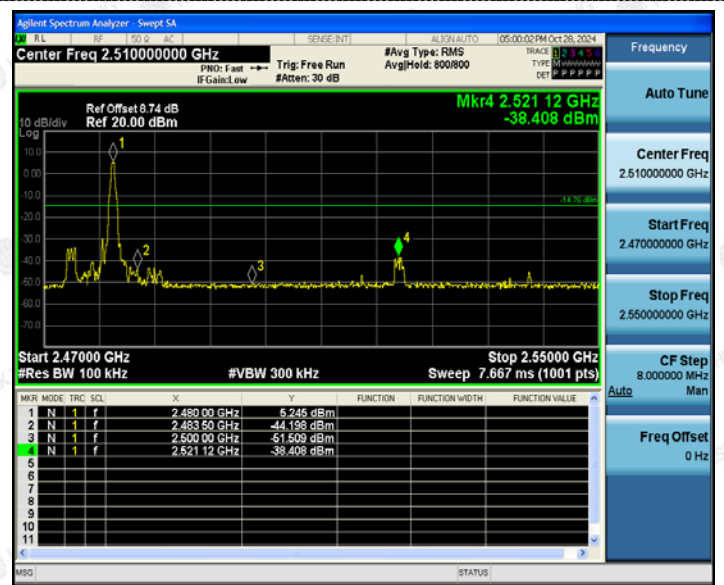 Agilent Spectrum Analyzer - Swept SA
RL RF 50 Ω AC SENSE:INT ALIGN AUTO 05:00:02PM Oct 28, 2024
Center Freq 2.510000000 GHz
PNO: Fast
IFGain:Low
Trig: Free Run
#Atten: 30 dB
#Avg Type: RMS
Avg|Hold: 800/800
TRACE 1 2 3 4 5 6
TYPE M
DET P P P P P P
Frequency
Auto Tune
Center Freq
2.510000000 GHz
Start Freq
2.470000000 GHz
Stop Freq
2.550000000 GHz
CF Step
8.000000 MHz
Auto Man
Freq Offset
0 Hz
Mkr4 2.521 12 GHz
-38.408 dBm
Ref Offset 8.74 dB
10 dB/div Ref 20.00 dBm
Log
10.0
0.00
-10.0
-20.0
-30.0
-40.0
-50.0
-60.0
-70.0
-14.76 dBm
1
2
3
4
Start 2.47000 GHz Stop 2.55000 GHz
#Res BW 100 kHz #VBW 300 kHz Sweep 7.667 ms (1001 pts)
MKR MODE TRC SCL X Y FUNCTION FUNCTION WIDTH FUNCTION VALUE
1 N 1 f 2.480 00 GHz 5.245 dBm
2 N 1 f 2.483 50 GHz -44.198 dBm
3 N 1 f 2.500 00 GHz -51.509 dBm
4 N 1 f 2.521 12 GHz -38.408 dBm
5
6
7
8
9
10
11
MSG STATUS